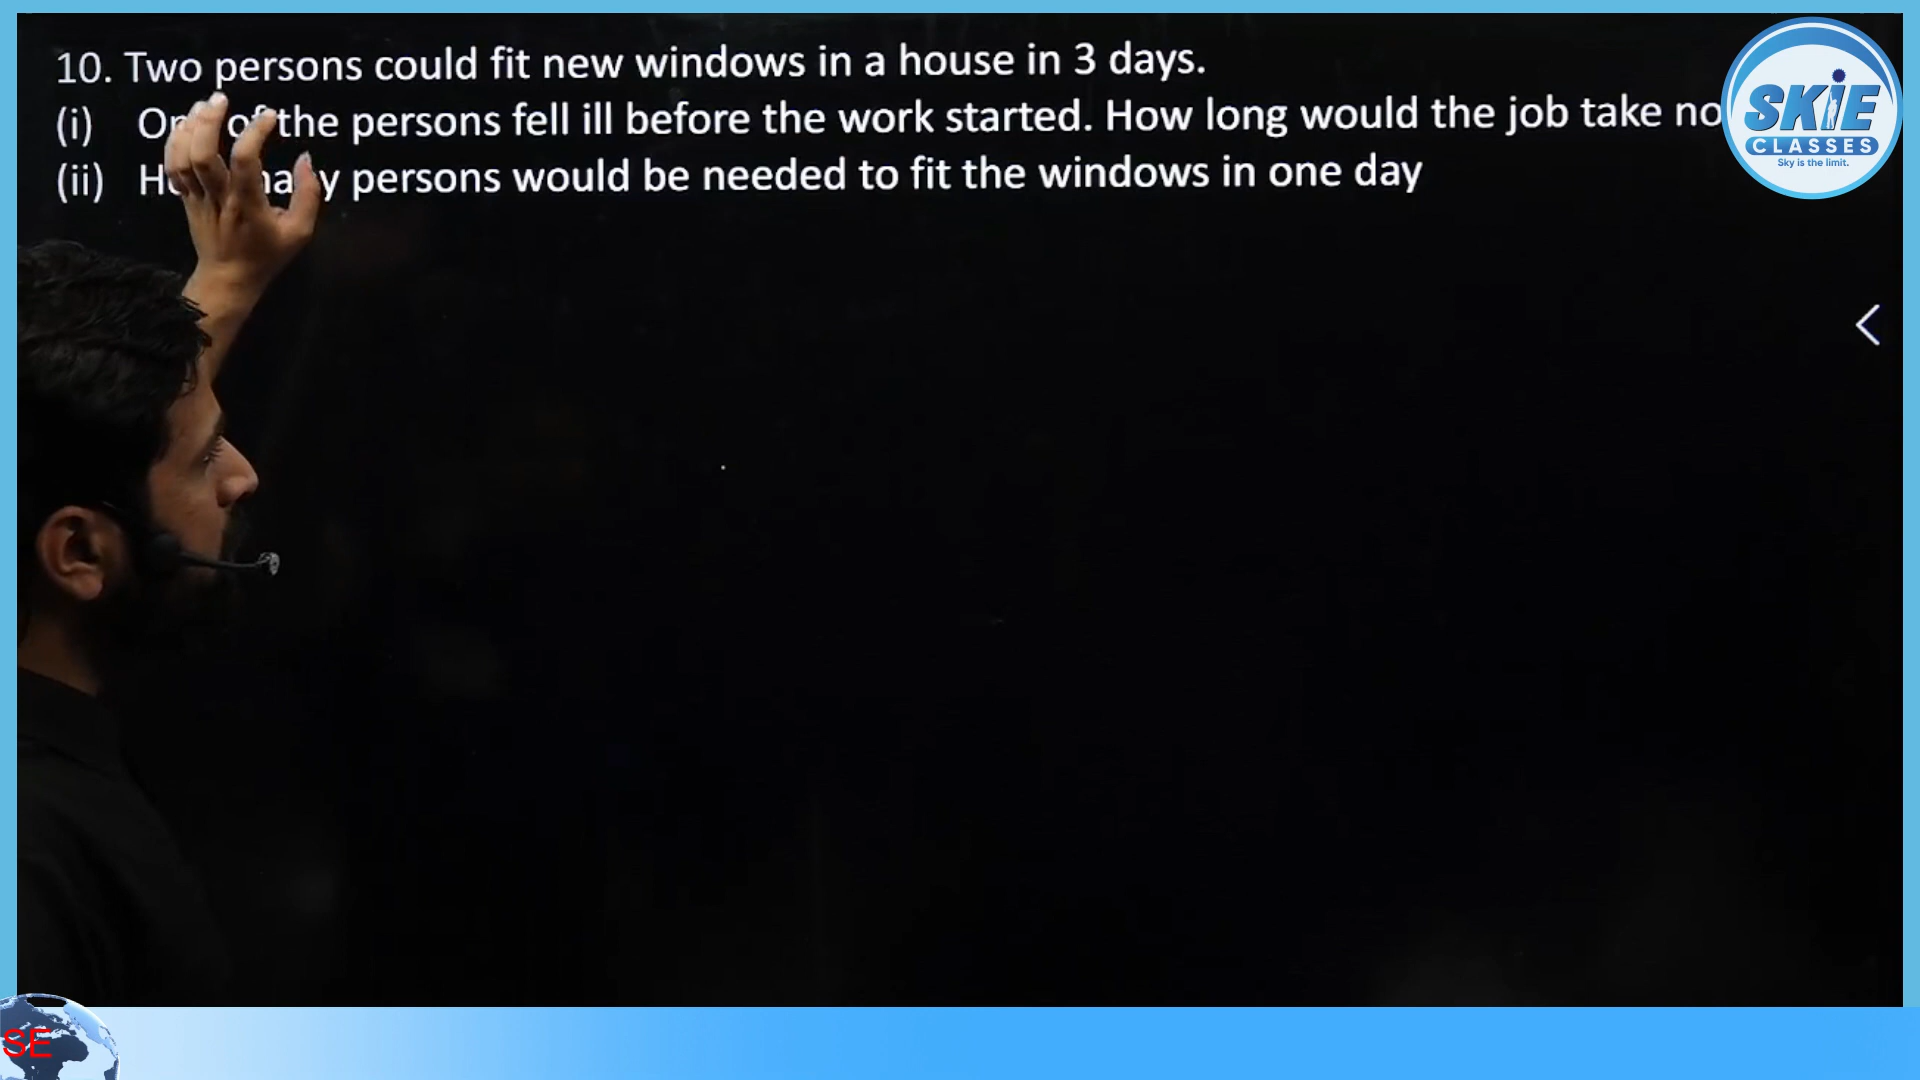 10. Two persons could fit new windows in a house in 3 days.
(i) of the persons fell ill before the work started. How long would the job take
(ii) persons would be needed to fit the windows in one day
SKiE
CLASSES
Sky is the limit.
SE